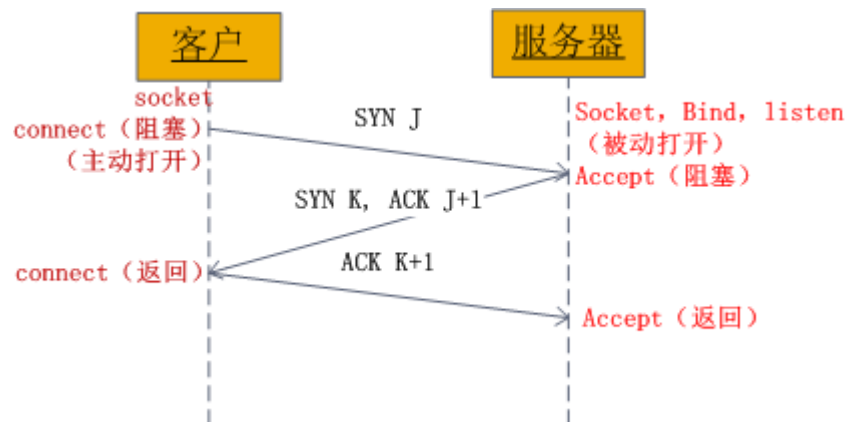 客户
服务器
socket
connect（阻塞）
（主动打开）
SYN J
Socket, Bind, listen
（被动打开）
Accept（阻塞）
SYN K, ACK J+1
connect（返回）
ACK K+1
Accept（返回）